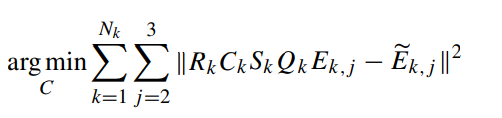 arg min_C ∑_{k=1}^{N_k} ∑_{j=2}^{3} ‖R_k C_k S_k Q_k E_{k,j} − Ẽ_{k,j}‖²